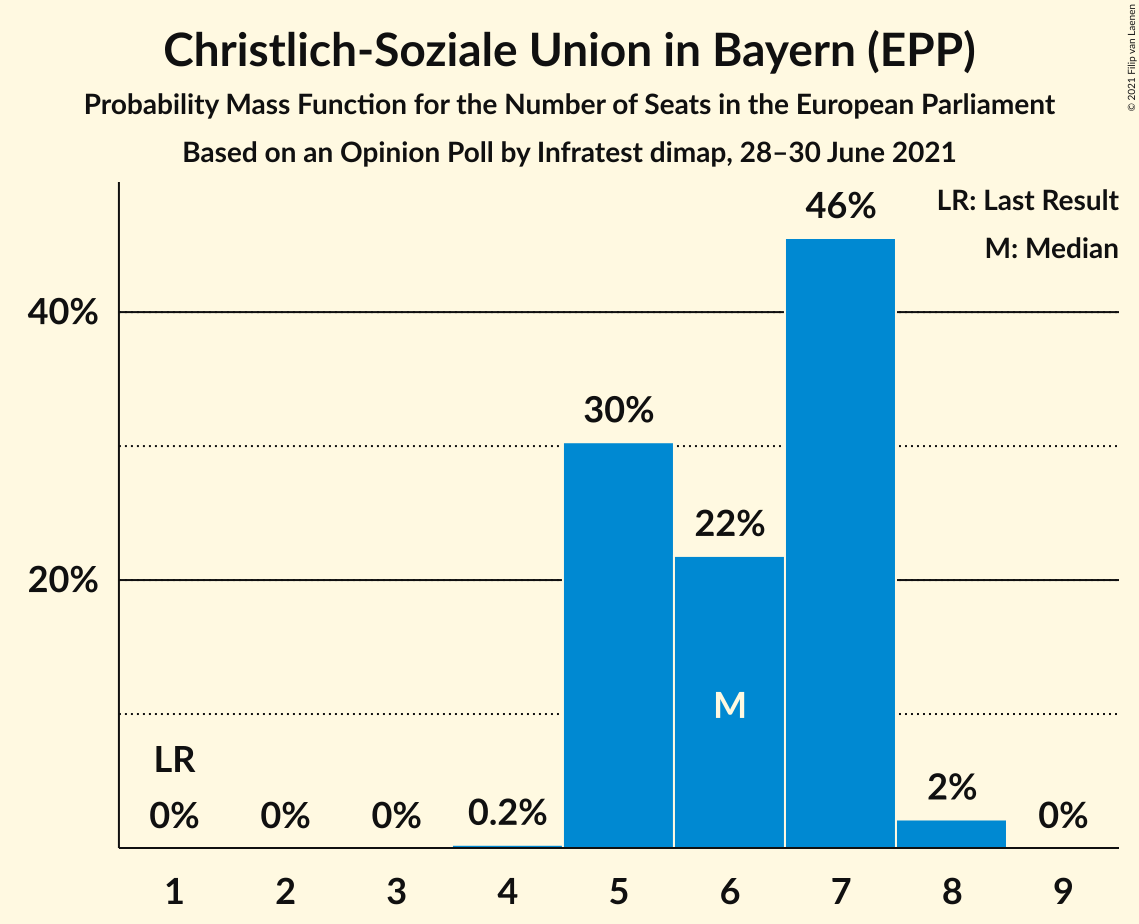 Christlich-Soziale Union in Bayern (EPP)
Probability Mass Function for the Number of Seats in the European Parliament
Based on an Opinion Poll by Infratest dimap, 28–30 June 2021
© 2021 Filip van Laenen
LR: Last Result
M: Median
46%
40%
30%
22%
20%
M
LR
0%
0%
0%
0.2%
2%
0%
1 2 3 4 5 6 7 8 9